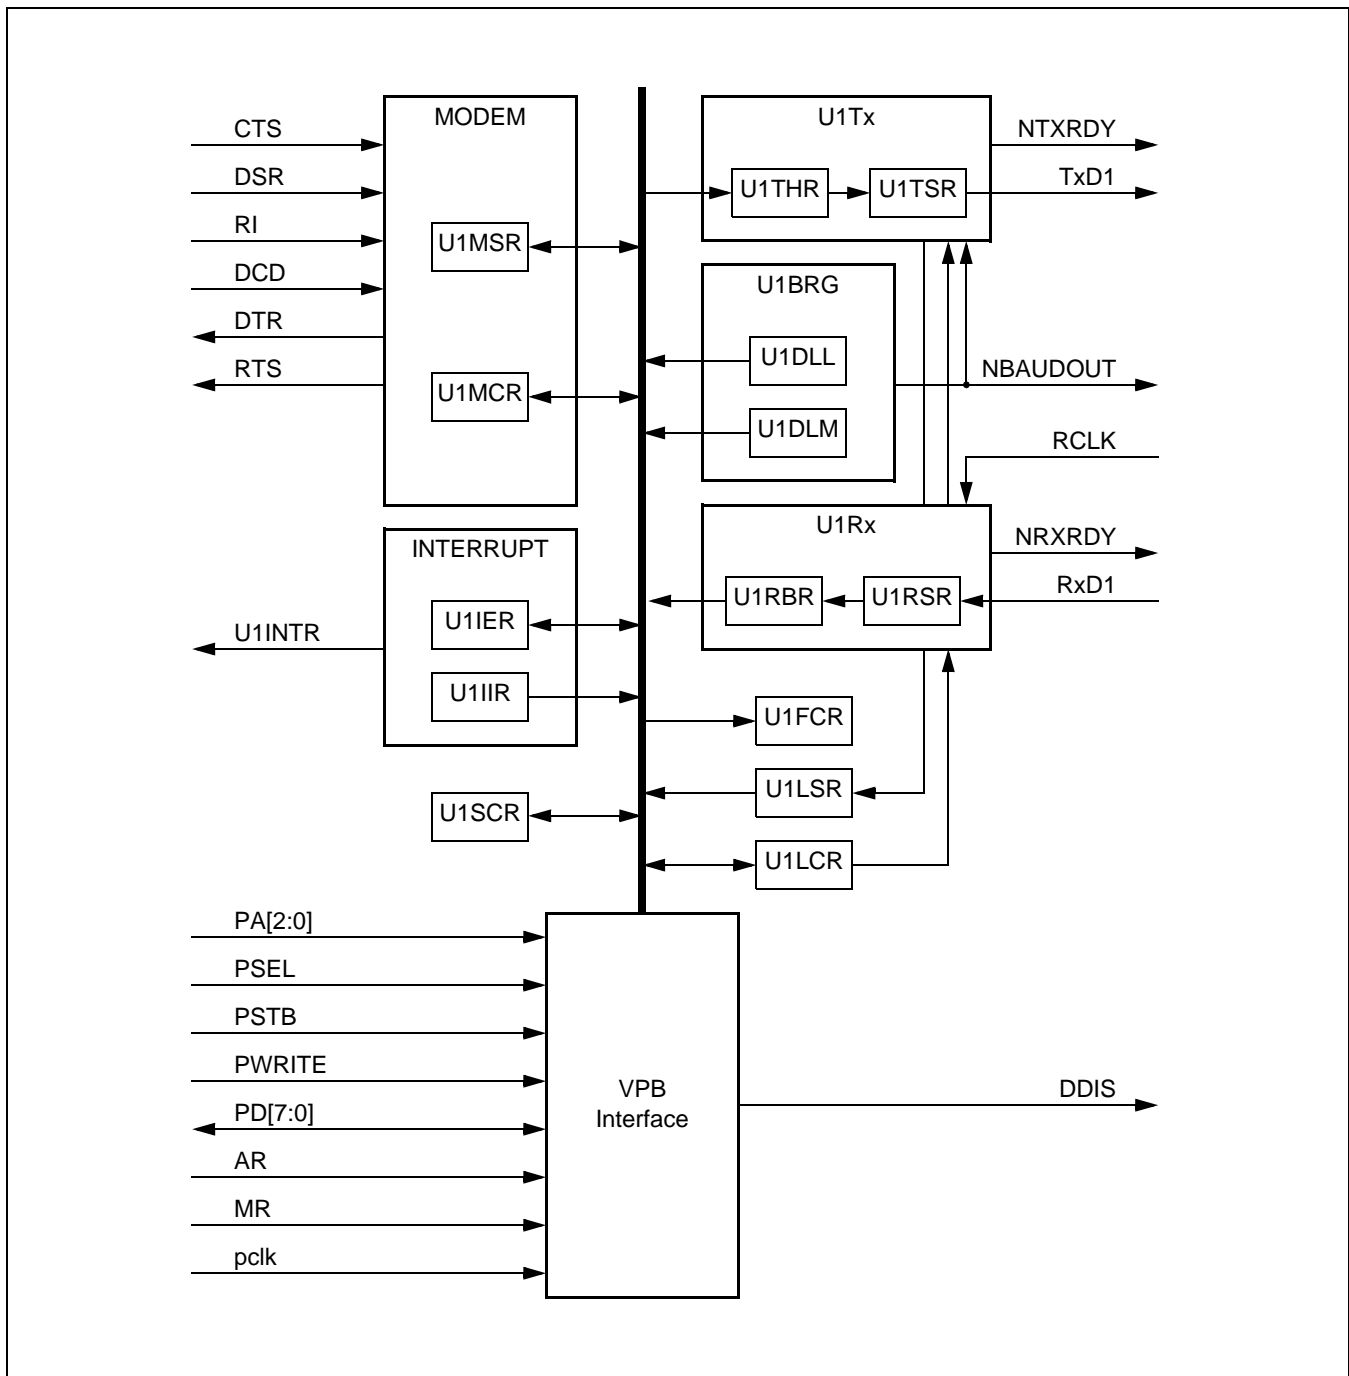 MODEM
CTS
DSR
RI
DCD
DTR
RTS
U1MSR
U1MCR
INTERRUPT
U1INTR
U1IER
U1IIR
U1SCR
U1Tx
U1THR
U1TSR
NTXRDY
TxD1
U1BRG
U1DLL
U1DLM
NBAUDOUT
RCLK
U1Rx
U1RBR
U1RSR
NRXRDY
RxD1
U1FCR
U1LSR
U1LCR
PA[2:0]
PSEL
PSTB
PWRITE
PD[7:0]
AR
MR
pclk
VPB
Interface
DDIS